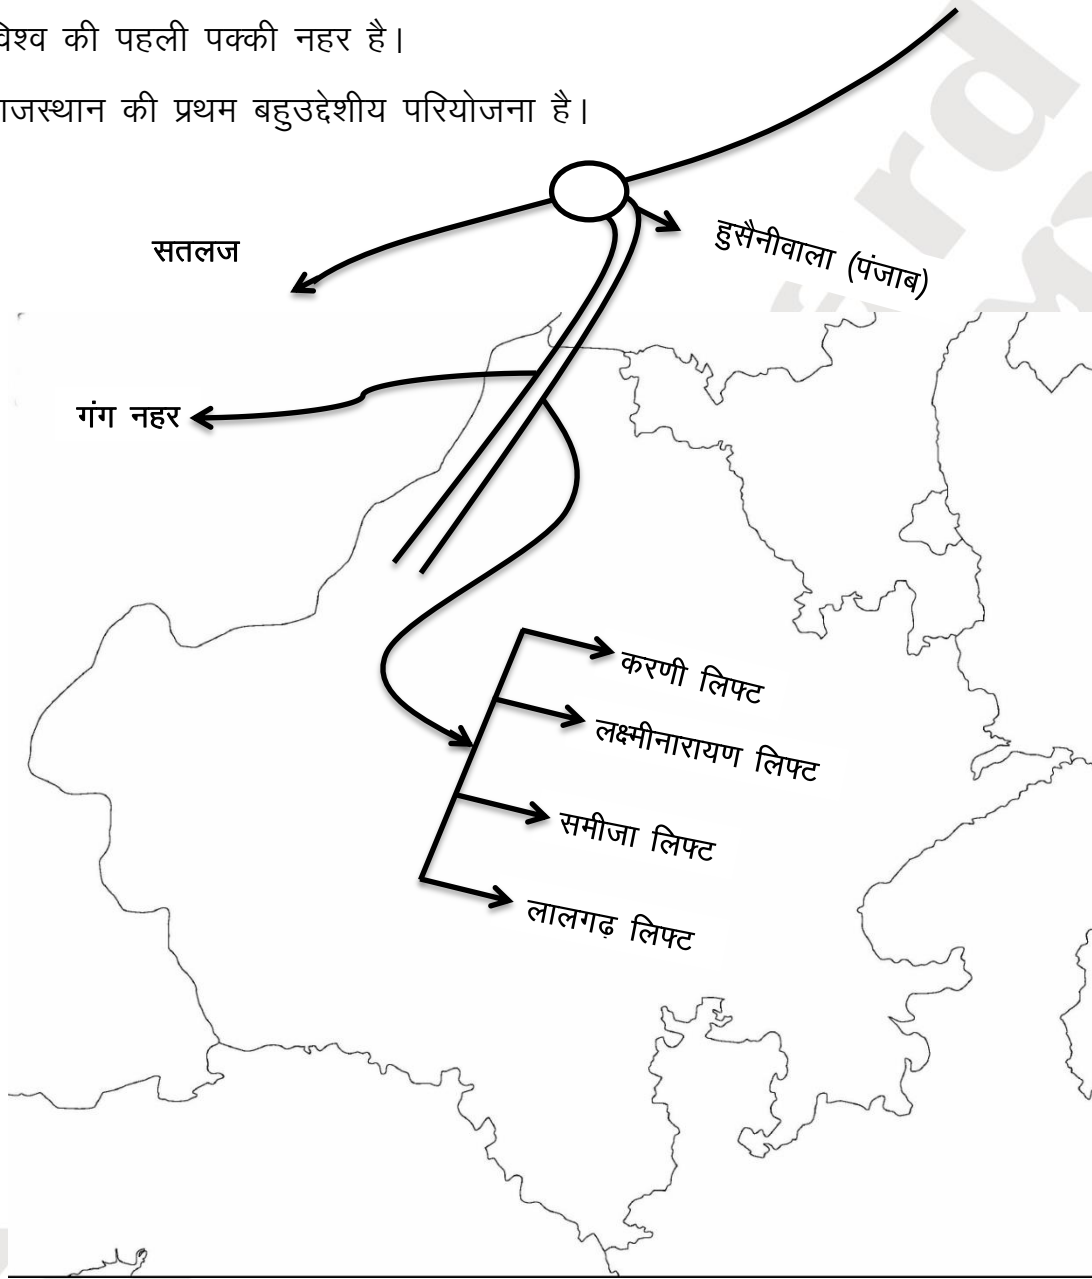 विश्व की पहली पक्की नहर है।
राजस्थान की प्रथम बहुउद्देशीय परियोजना है।
सतलज
हुसैनीवाला (पंजाब)
गंग नहर
करणी लिफ्ट
लक्ष्मीनारायण लिफ्ट
समीजा लिफ्ट
लालगढ़ लिफ्ट